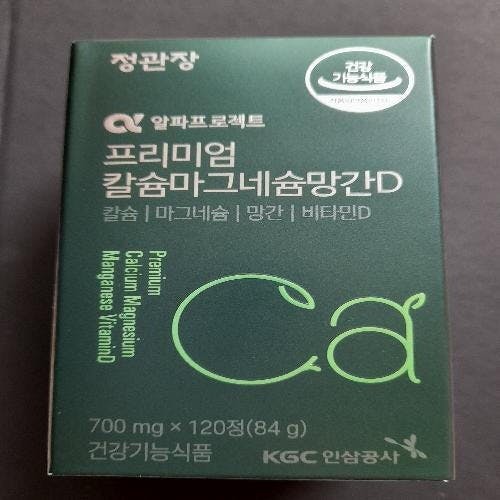 정관장
건강
기능식품
알파프로젝트
프리미엄
칼슘마그네슘망간D
칼슘 | 마그네슘 | 망간 | 비타민D
Premium
Calcium Magnesium
Manganese VitaminD
Ca
700 mg × 120정(84 g)
건강기능식품
KGC 인삼공사